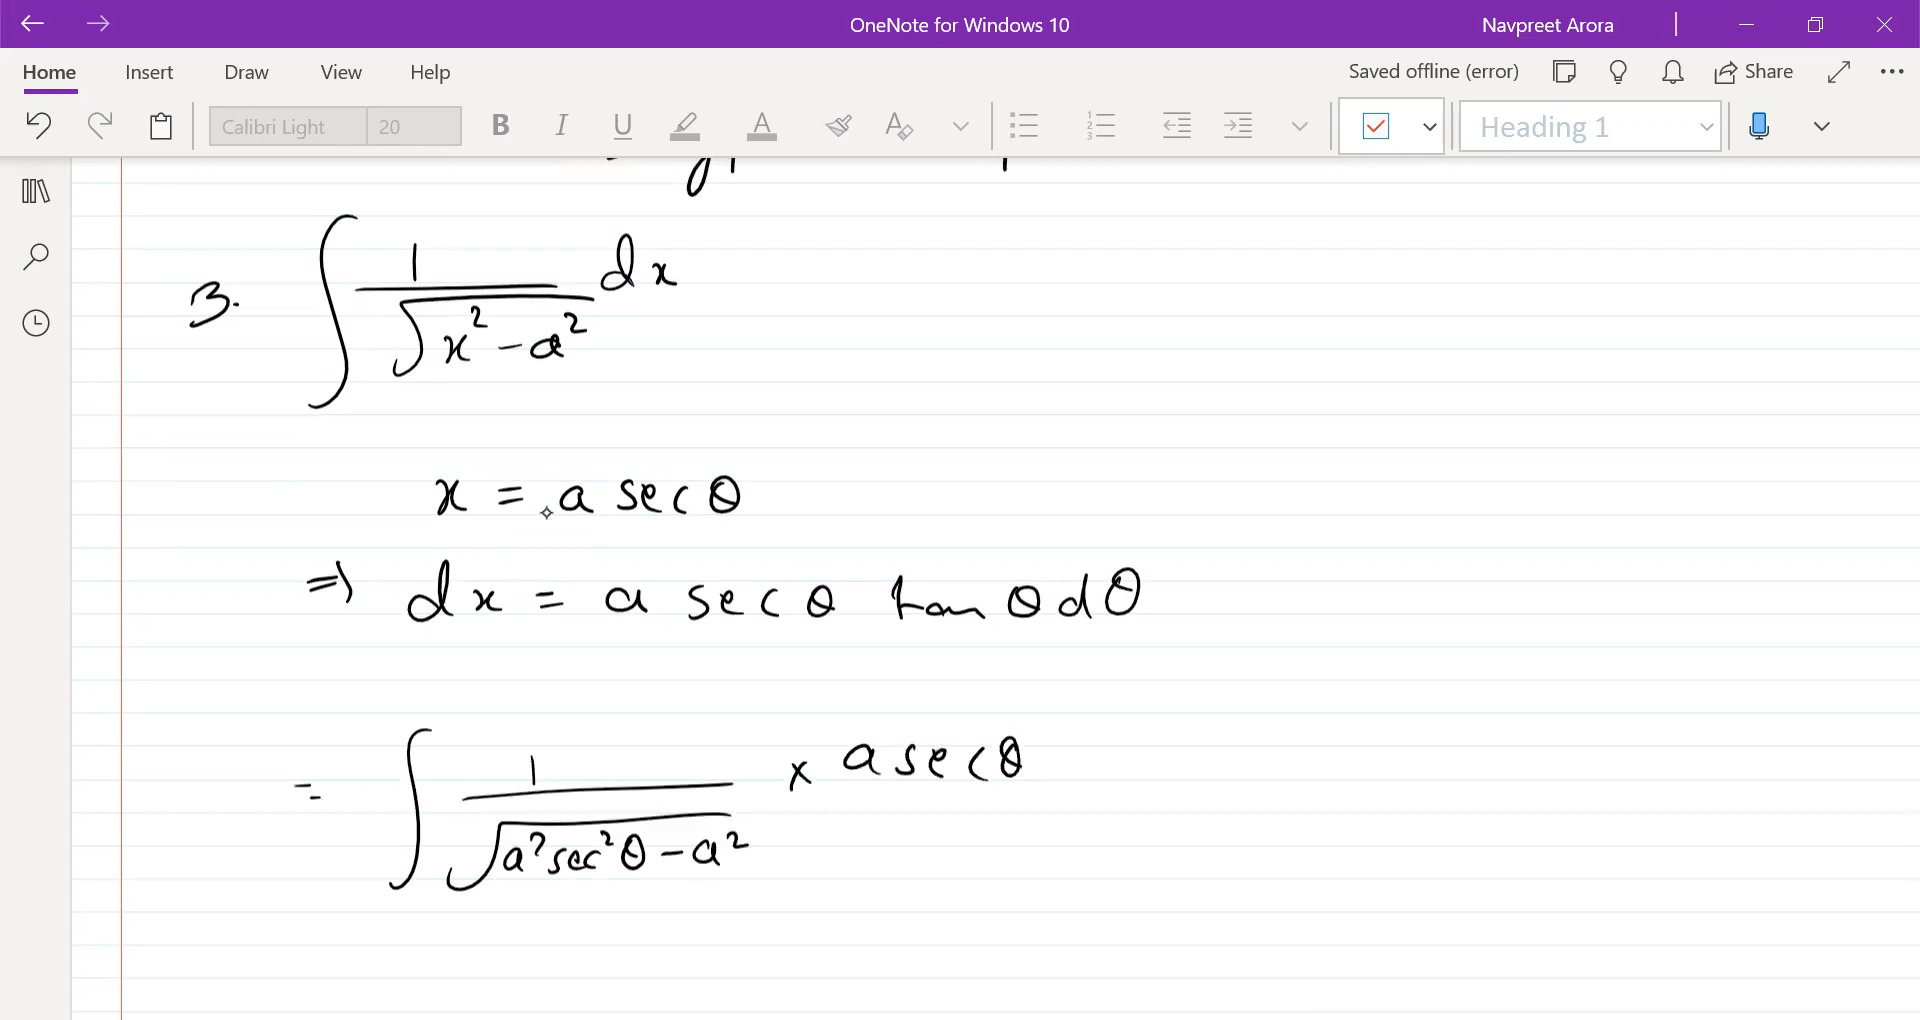 OneNote for Windows 10 Navpreet Arora
Home Insert Draw View Help Saved offline (error) Share
Calibri Light 20 B I U A A Heading 1
3. ∫ 1/√(x² - a²) dx
x = a sec θ
⇒ dx = a sec θ tan θ dθ
= ∫ 1/√(a² sec² θ - a²) × a sec θ